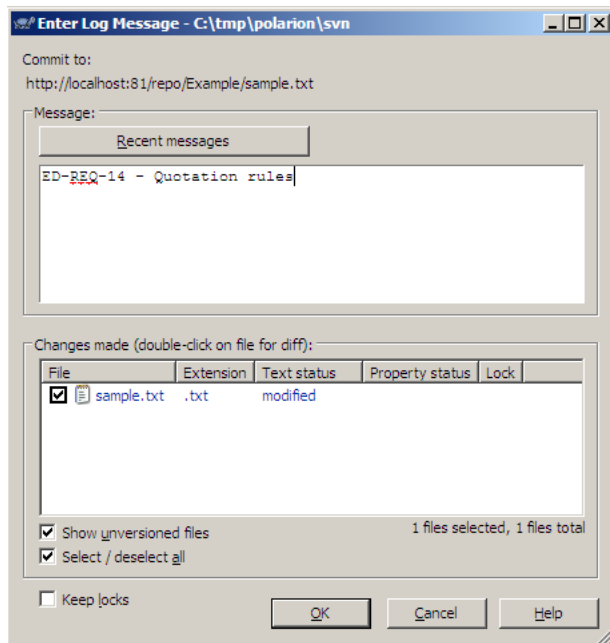 Enter Log Message - C:\tmp\polarion\svn
Commit to:
http://localhost:81/repo/Example/sample.txt
Message:
Recent messages
ED-REQ-14 - Quotation rules
Changes made (double-click on file for diff):
File Extension Text status Property status Lock
sample.txt .txt modified
Show unversioned files
1 files selected, 1 files total
Select / deselect all
Keep locks
OK Cancel Help